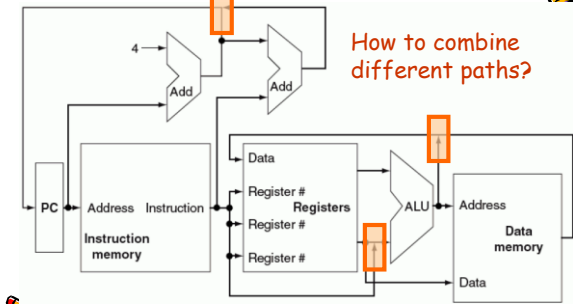 How to combine
different paths?
4
Add
Add
PC
Address
Instruction
Instruction
memory
Data
Register #
Registers
Register #
Register #
ALU
Address
Data
memory
Data